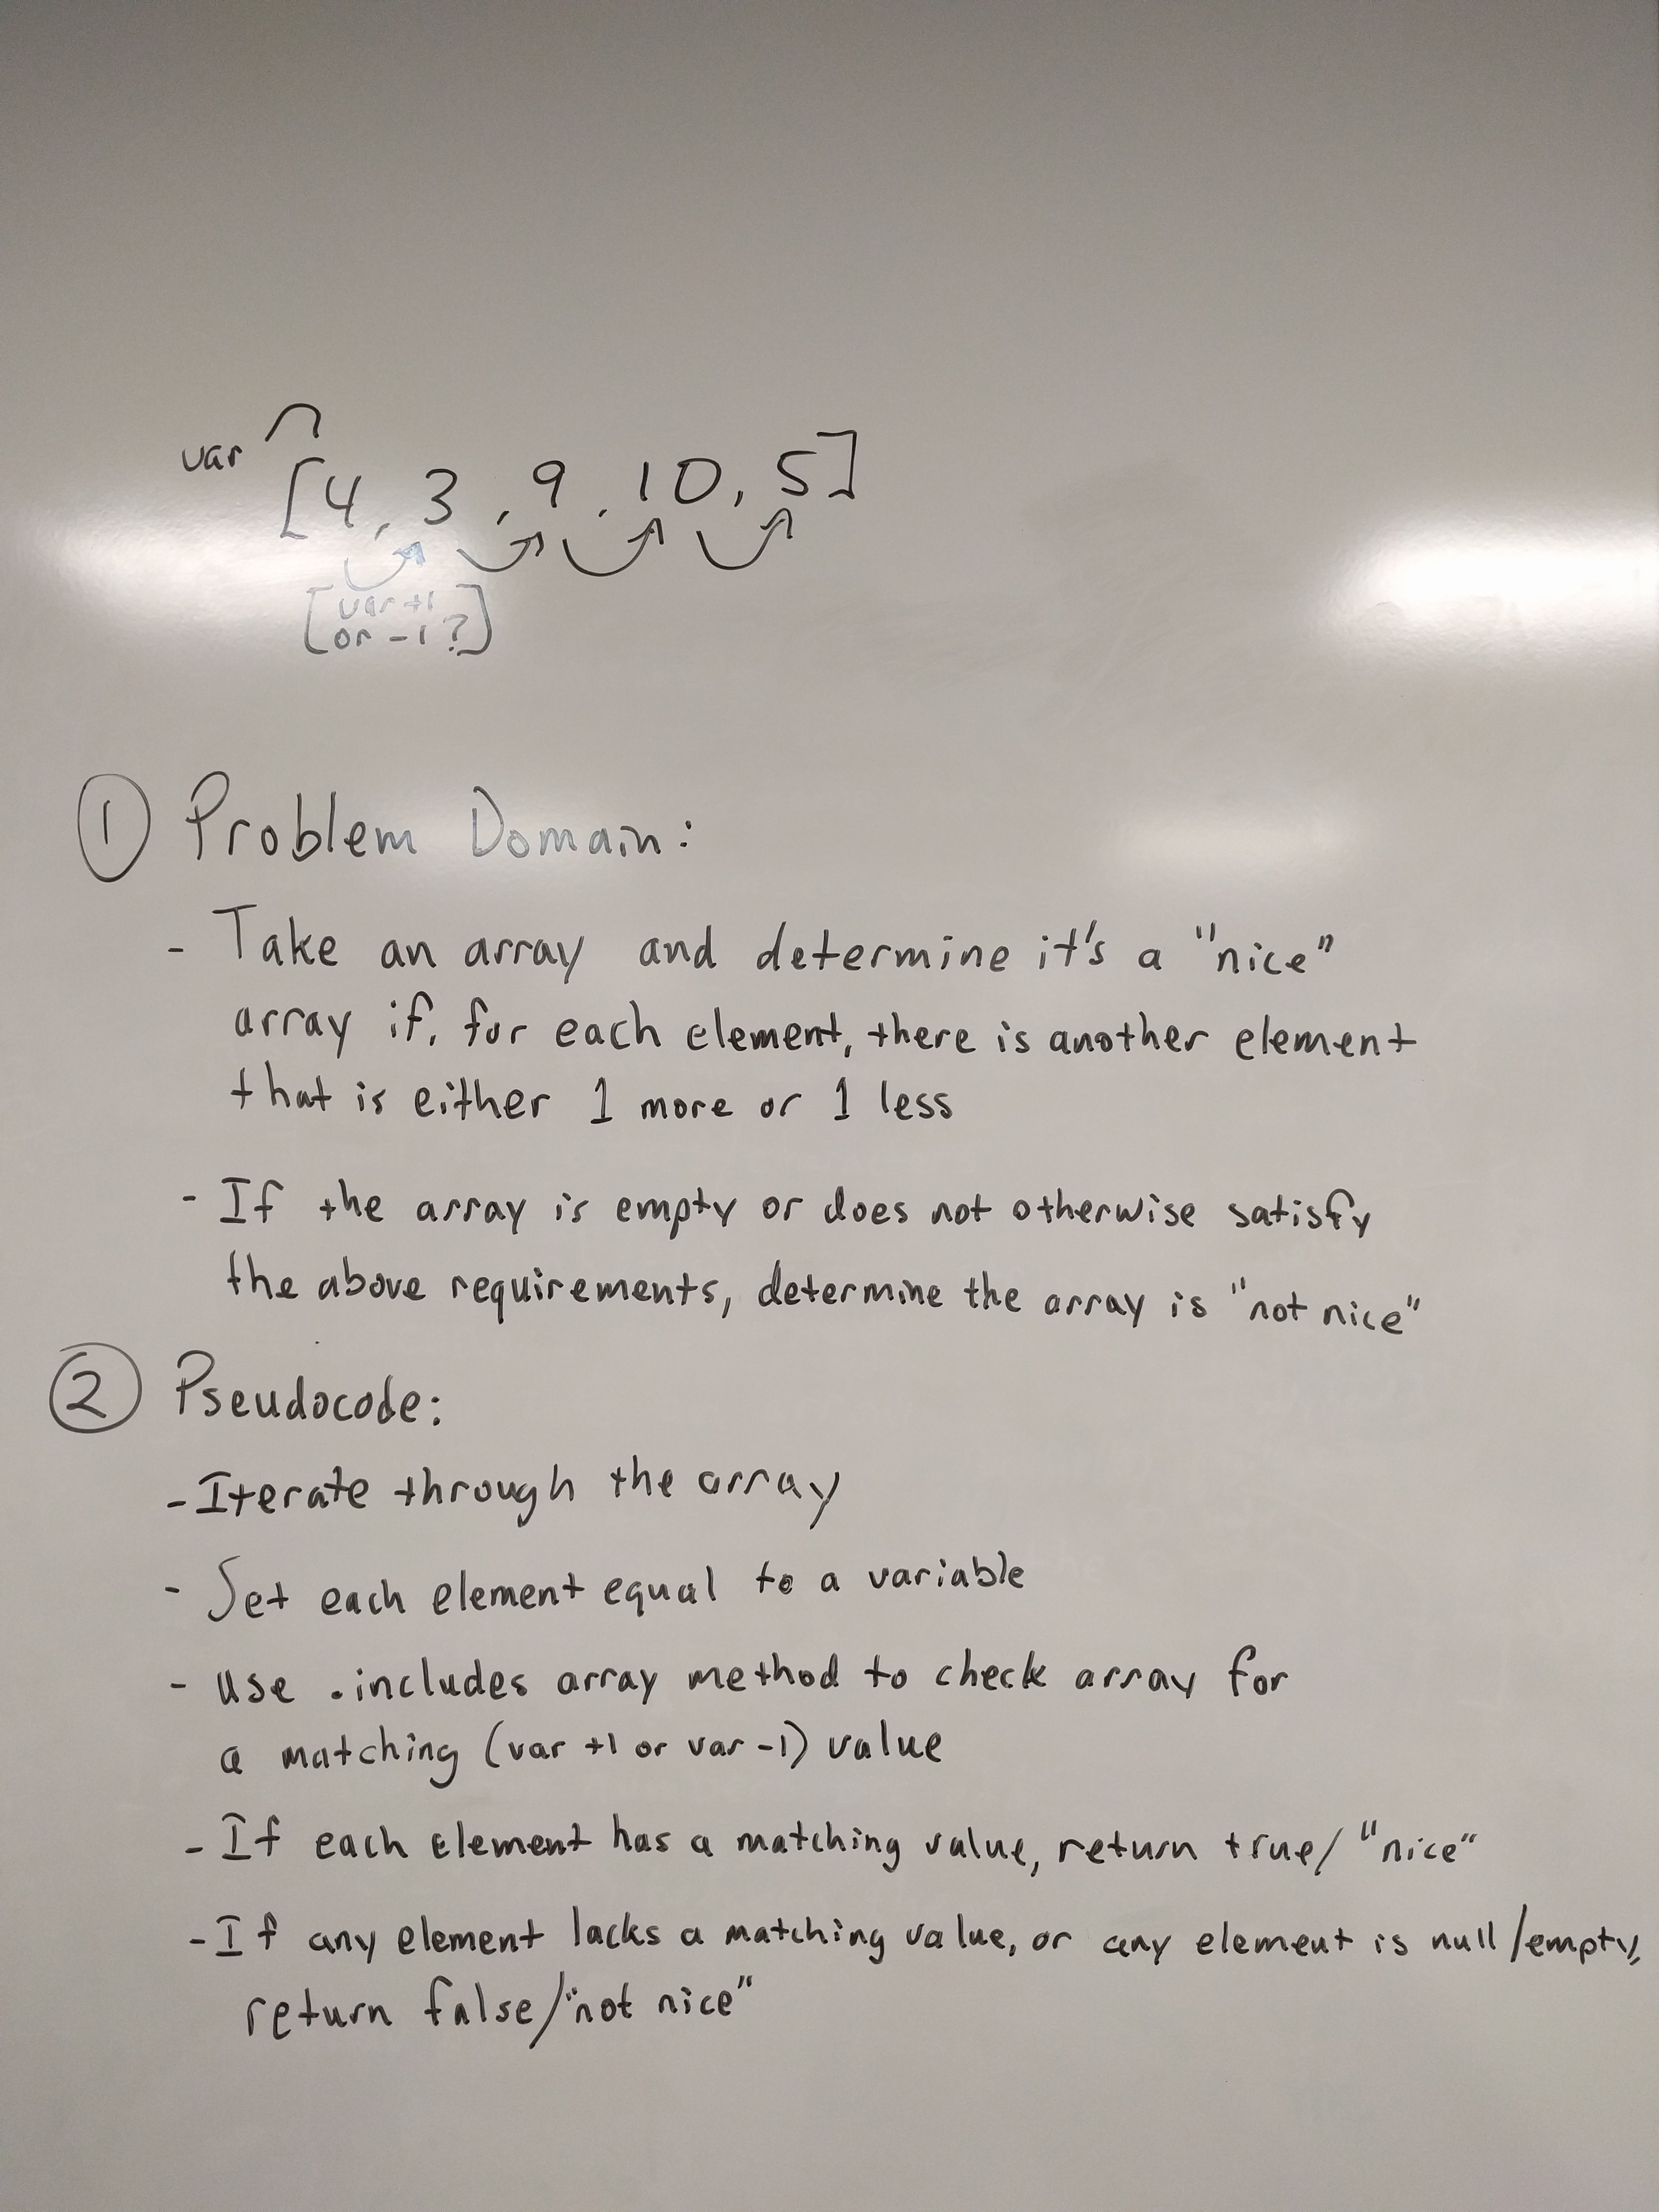 var
[4, 3, 9, 10, 5]
[var +1
or -1?]
① Problem Domain:
- Take an array and determine it's a "nice"
array if, for each element, there is another element
that is either 1 more or 1 less
- If the array is empty or does not otherwise satisfy
the above requirements, determine the array is "not nice"
② Pseudocode:
- Iterate through the array
- Set each element equal to a variable
- use .includes array method to check array for
a matching (var +1 or var -1) value
- If each element has a matching value, return true/"nice"
- If any element lacks a matching value, or any element is null/empty,
return false/"not nice"